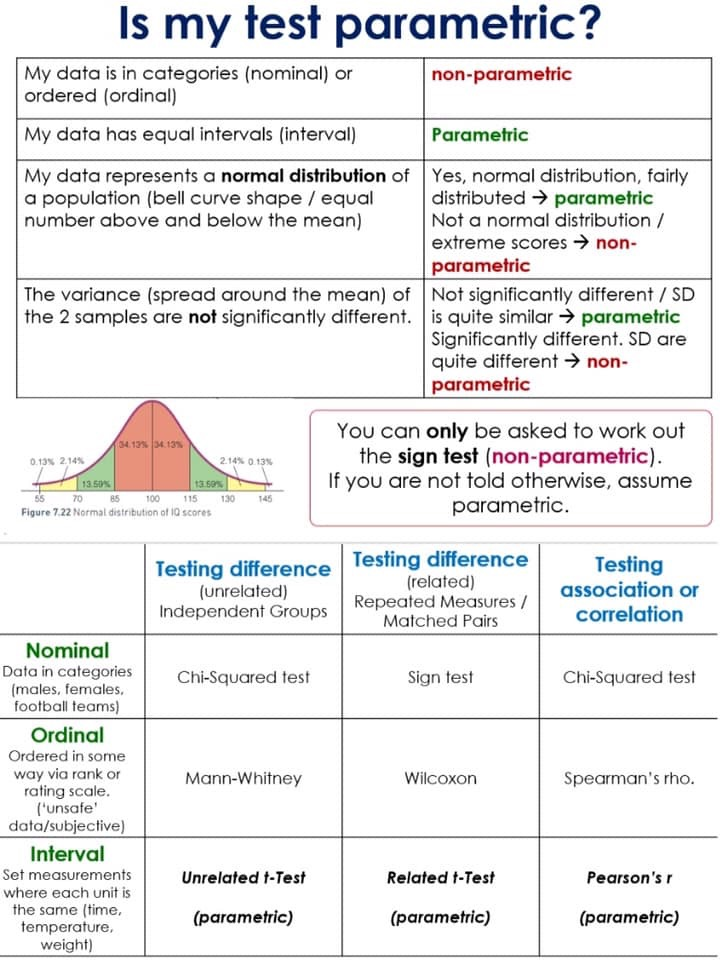 Is my test parametric?
My data is in categories (nominal) or
ordered (ordinal)
non-parametric
My data has equal intervals (interval)
Parametric
My data represents a normal distribution of
a population (bell curve shape / equal
number above and below the mean)
Yes, normal distribution, fairly
distributed → parametric
Not a normal distribution /
extreme scores → non-
parametric
The variance (spread around the mean) of
the 2 samples are not significantly different.
Not significantly different / SD
is quite similar → parametric
Significantly different. SD are
quite different → non-
parametric
34.13% 34.13%
0.13% 2.14%
2.14% 0.13%
13.59%
13.59%
55 70 85 100 115 130 145
Figure 7.22 Normal distribution of IQ scores
You can only be asked to work out
the sign test (non-parametric).
If you are not told otherwise, assume
parametric.
Testing difference
(unrelated)
Independent Groups
Testing difference
(related)
Repeated Measures /
Matched Pairs
Testing
association or
correlation
Nominal
Data in categories
(males, females,
football teams)
Chi-Squared test
Sign test
Chi-Squared test
Ordinal
Ordered in some
way via rank or
rating scale.
('unsafe'
data/subjective)
Mann-Whitney
Wilcoxon
Spearman's rho.
Interval
Set measurements
where each unit is
the same (time,
temperature,
weight)
Unrelated t-Test
(parametric)
Related t-Test
(parametric)
Pearson's r
(parametric)